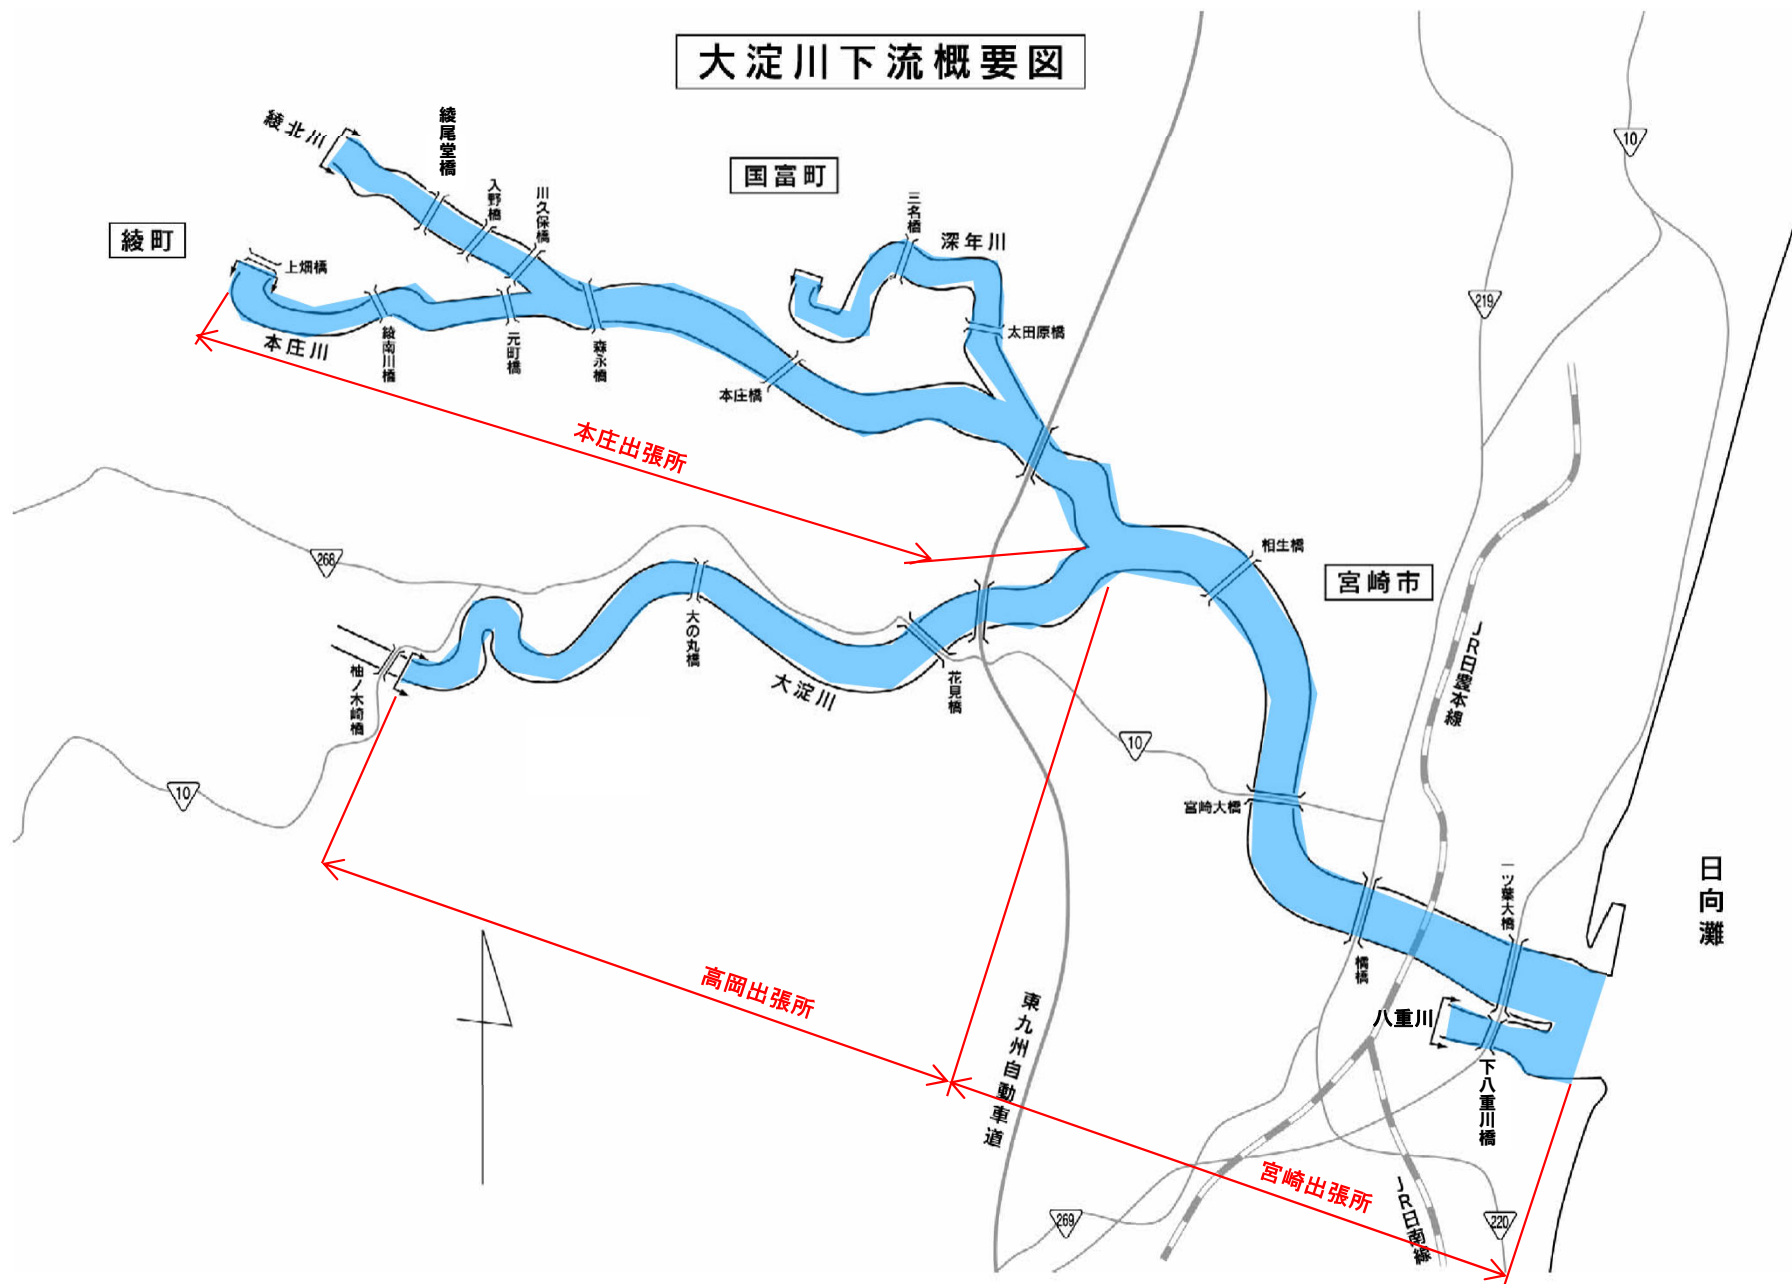 大淀川下流概要図
綾北川
綾尾堂橋
入野橋
川久保橋
国富町
三名橋
深年川
綾町
上畑橋
本庄川
綾南川橋
元町橋
森永橋
本庄橋
太田原橋
10
219
本庄出張所
268
相生橋
宮崎市
大の丸橋
柚ノ木崎橋
大淀川
花見橋
JR日豊本線
10
10
宮崎大橋
一ツ葉大橋
日向灘
橘橋
八重川
下八重川橋
高岡出張所
東九州自動車道
宮崎出張所
JR日南線
269
220